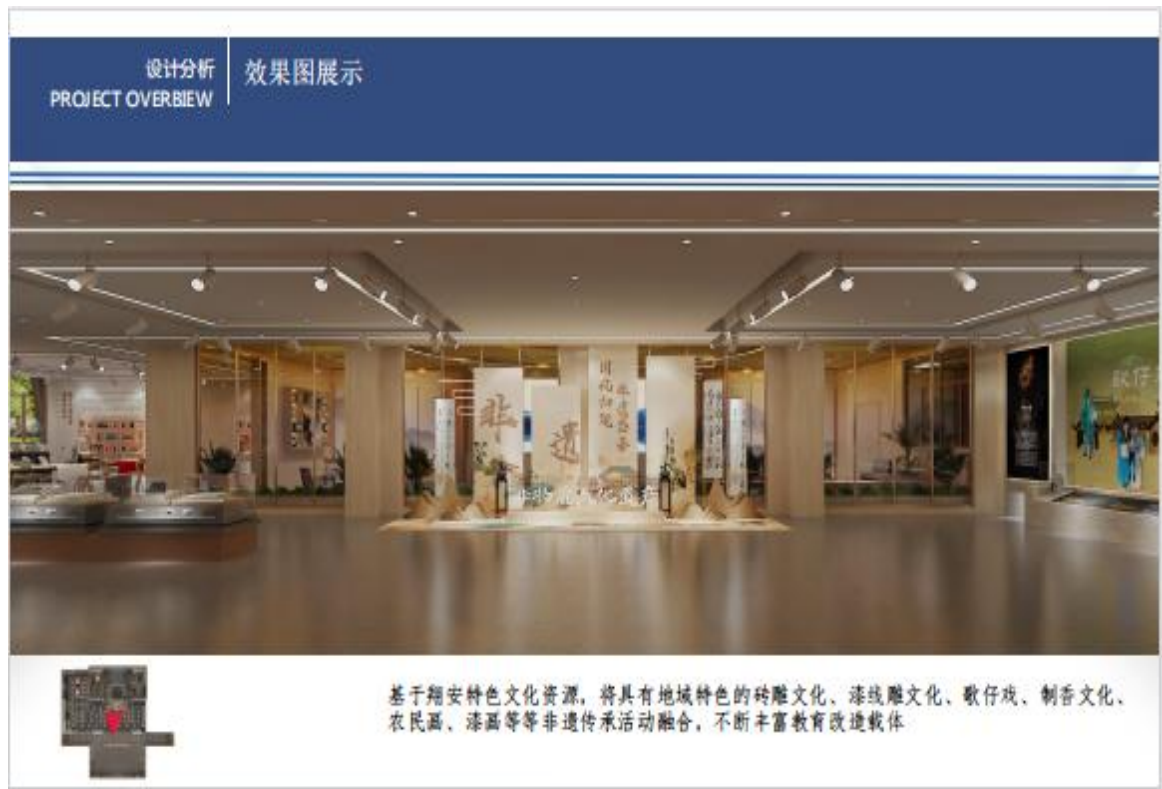 设计分析
PROJECT OVERBIEW
效果图展示
非
遗
歌仔
基于翔安特色文化资源，将具有地域特色的砖雕文化、漆线雕文化、歌仔戏、制香文化、
农民画、漆画等等非遗传承活动融合，不断丰富教育改造载体